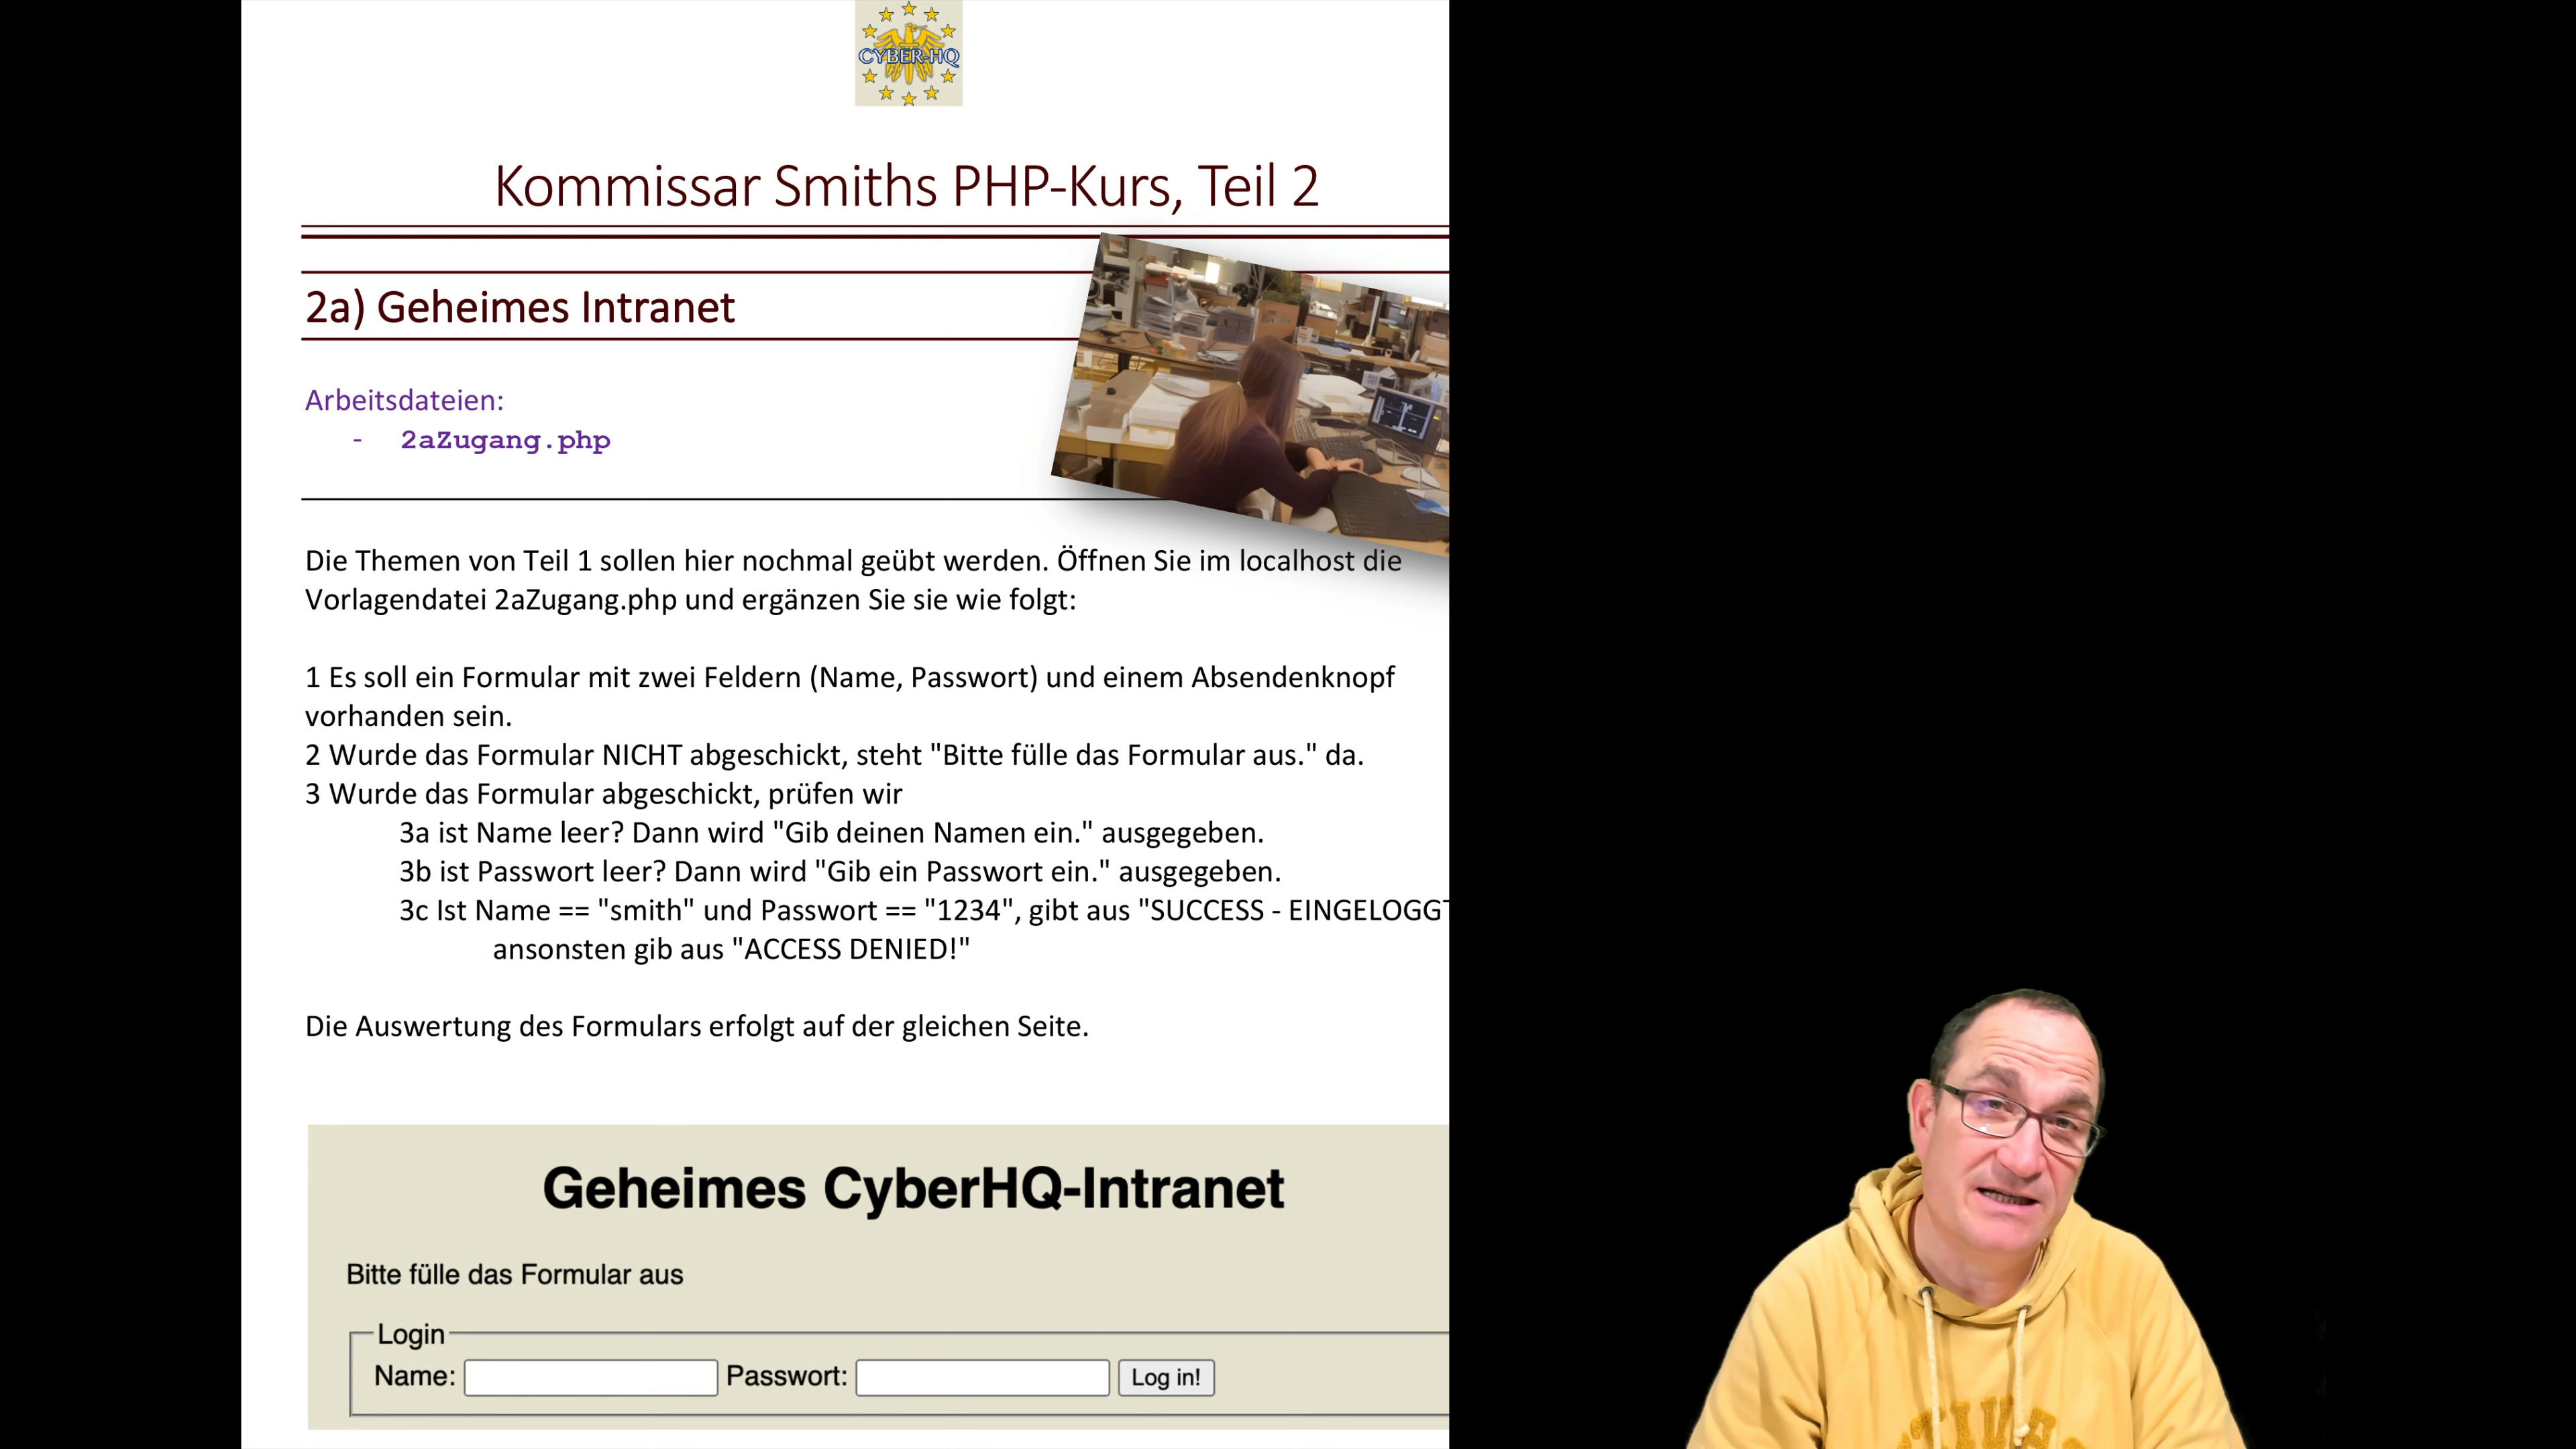 CYBER-HQ
Kommissar Smiths PHP-Kurs, Teil 2
2a) Geheimes Intranet
Arbeitsdateien:
- 2aZugang.php
Die Themen von Teil 1 sollen hier nochmal geübt werden. Öffnen Sie im localhost die
Vorlagendatei 2aZugang.php und ergänzen Sie sie wie folgt:
1 Es soll ein Formular mit zwei Feldern (Name, Passwort) und einem Absendenknopf
vorhanden sein.
2 Wurde das Formular NICHT abgeschickt, steht "Bitte fülle das Formular aus." da.
3 Wurde das Formular abgeschickt, prüfen wir
3a ist Name leer? Dann wird "Gib deinen Namen ein." ausgegeben.
3b ist Passwort leer? Dann wird "Gib ein Passwort ein." ausgegeben.
3c Ist Name == "smith" und Passwort == "1234", gibt aus "SUCCESS - EINGELOGGT
ansonsten gib aus "ACCESS DENIED!"
Die Auswertung des Formulars erfolgt auf der gleichen Seite.
Geheimes CyberHQ-Intranet
Bitte fülle das Formular aus
Login
Name: Passwort: Log in!